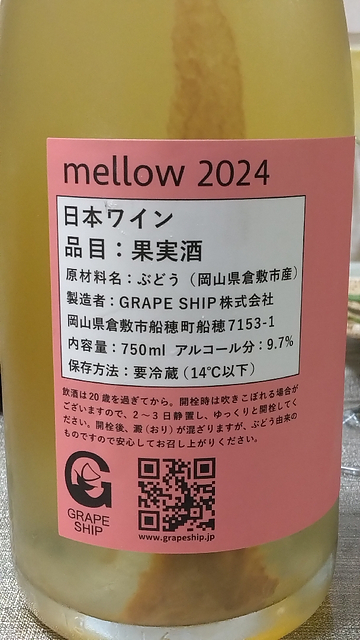 mellow 2024
日本ワイン
品目：果実酒
原材料名：ぶどう（岡山県倉敷市産）
製造者：GRAPE SHIP株式会社
岡山県倉敷市船穂町船穂7153-1
内容量：750ml アルコール分：9.7%
保存方法：要冷蔵（14℃以下）
飲酒は20歳を過ぎてから。開栓時は吹きこぼれる場合が
ございますので、2～3日静置し、ゆっくりと開栓してく
ださい。開栓後、澱（おり）が混ざりますが、ぶどう由来の
ものですので安心してお召し上がりください。
GRAPE
SHIP
www.grapeship.jp